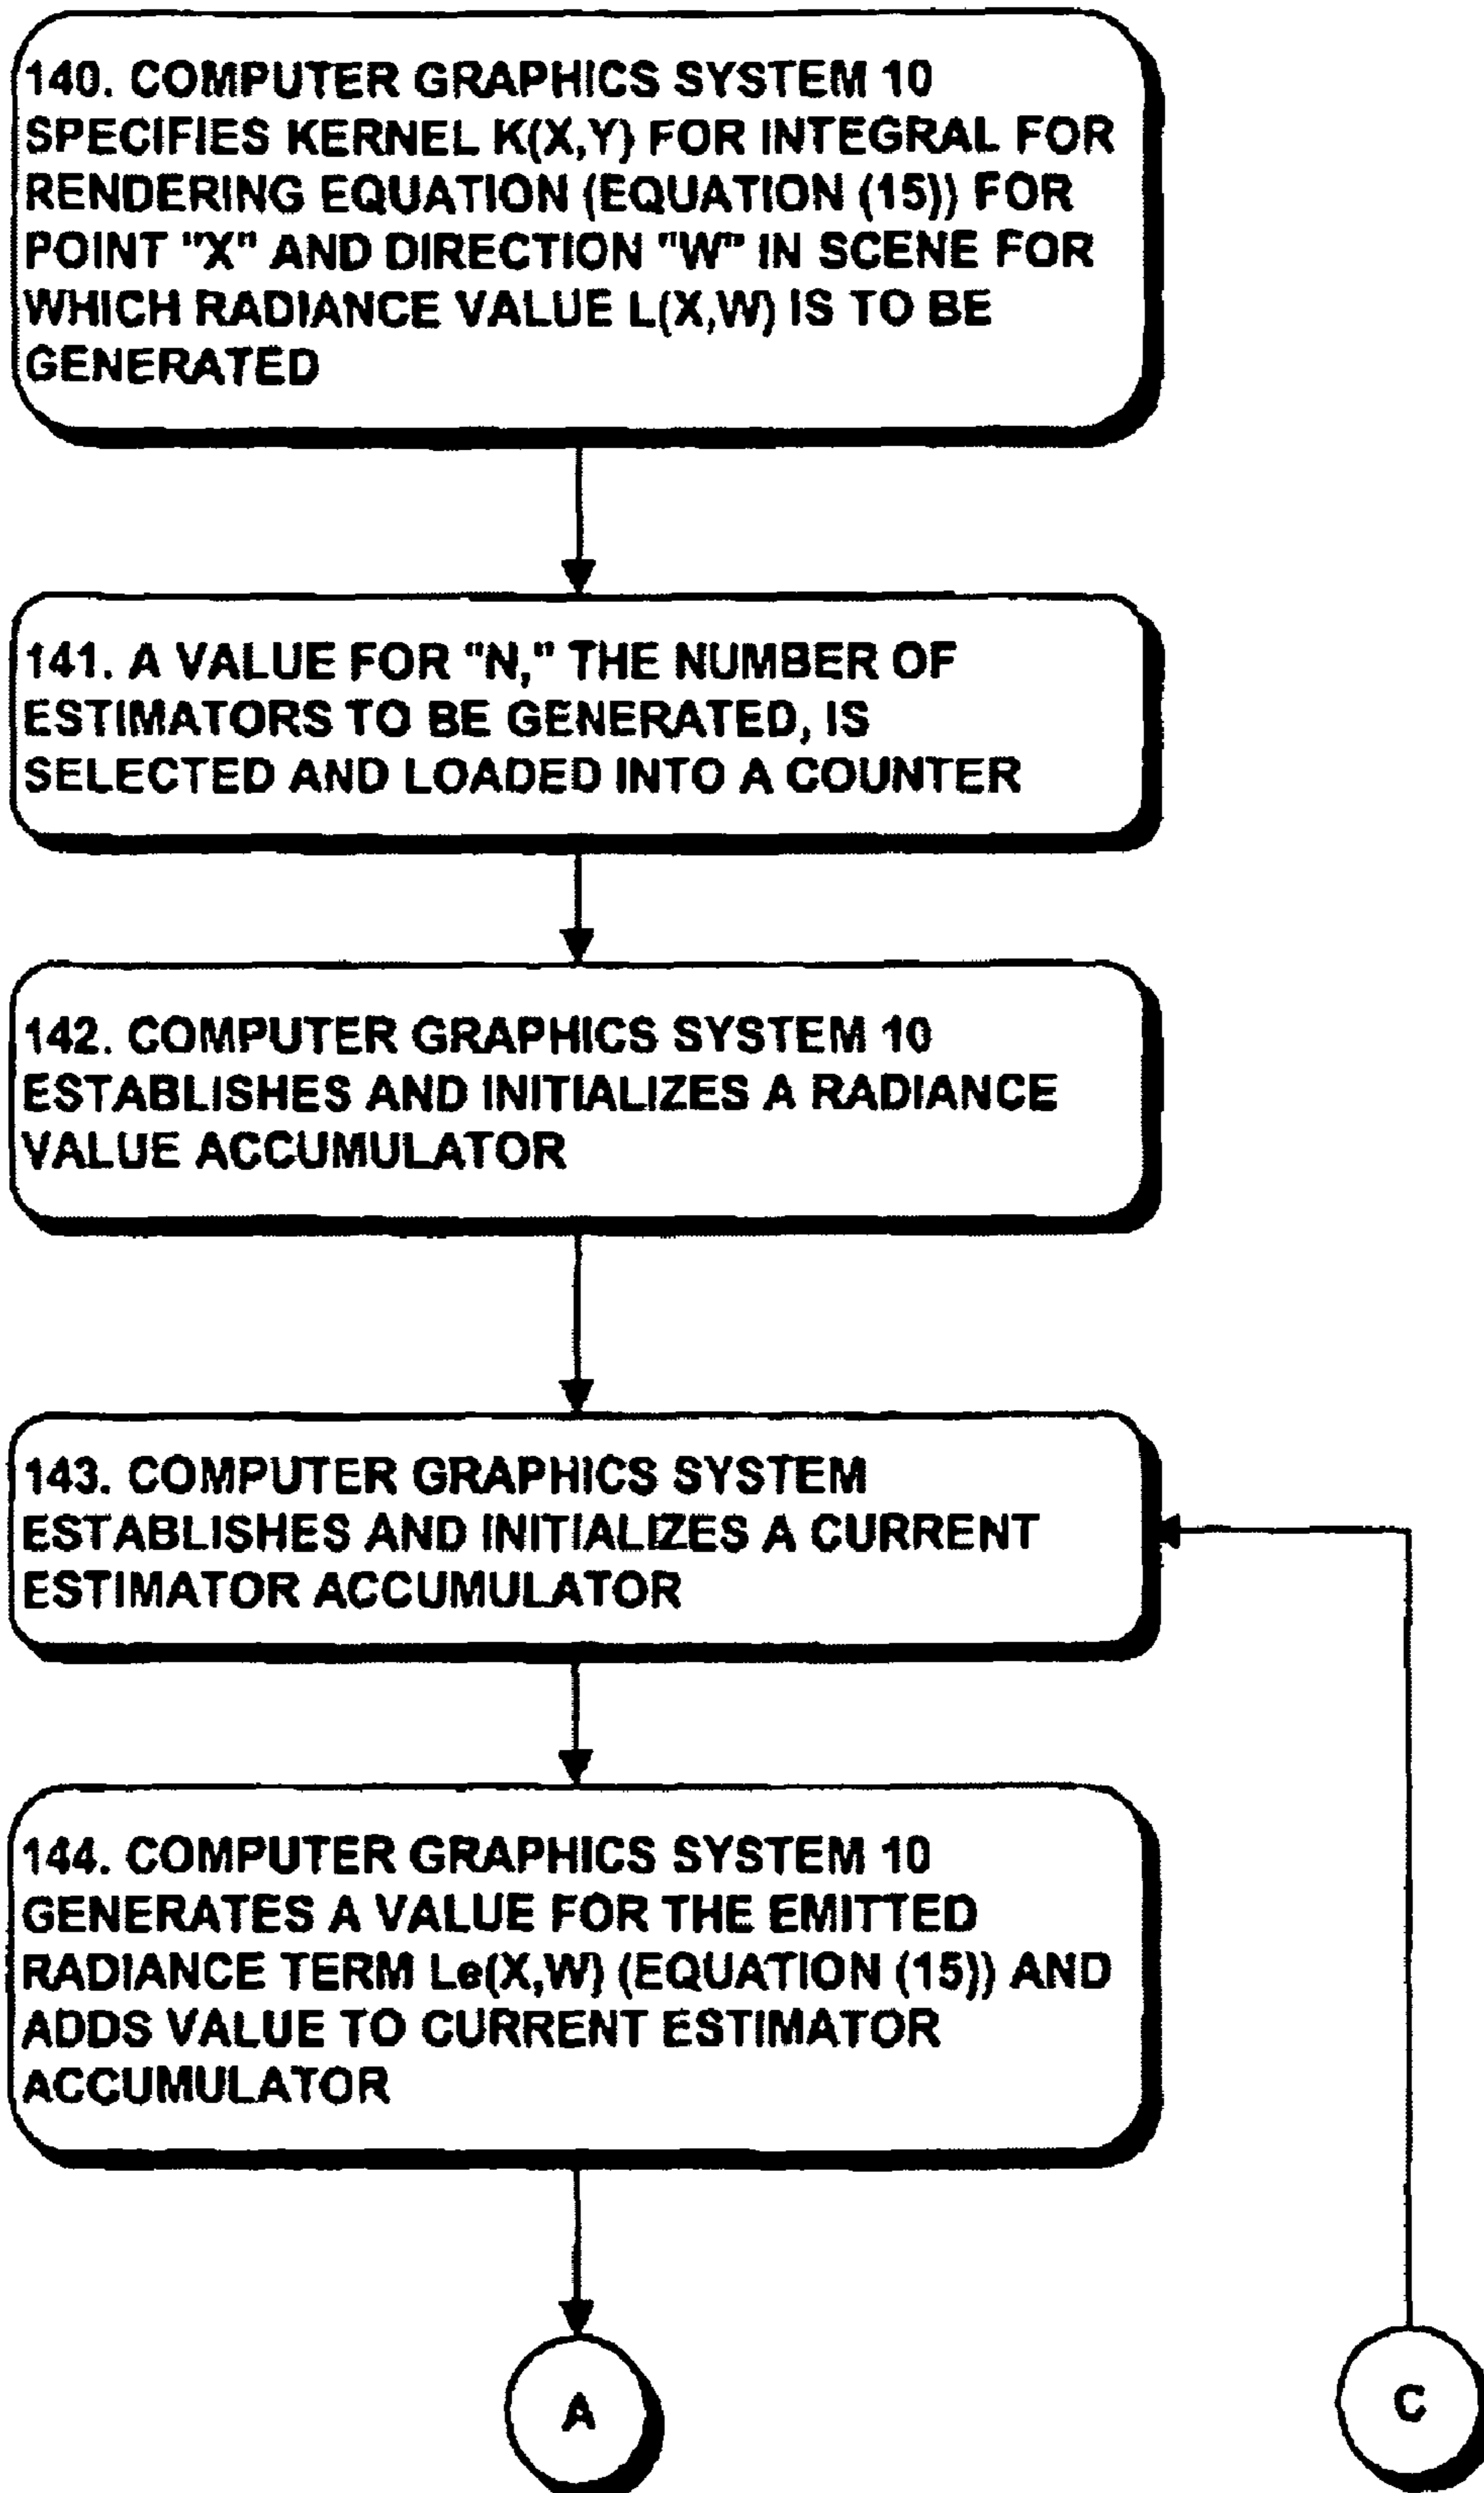 140. COMPUTER GRAPHICS SYSTEM 10
SPECIFIES KERNEL K(X,Y) FOR INTEGRAL FOR
RENDERING EQUATION (EQUATION (15)) FOR
POINT "X" AND DIRECTION "W" IN SCENE FOR
WHICH RADIANCE VALUE L(X,W) IS TO BE
GENERATED
141. A VALUE FOR "N," THE NUMBER OF
ESTIMATORS TO BE GENERATED, IS
SELECTED AND LOADED INTO A COUNTER
142. COMPUTER GRAPHICS SYSTEM 10
ESTABLISHES AND INITIALIZES A RADIANCE
VALUE ACCUMULATOR
143. COMPUTER GRAPHICS SYSTEM
ESTABLISHES AND INITIALIZES A CURRENT
ESTIMATOR ACCUMULATOR
144. COMPUTER GRAPHICS SYSTEM 10
GENERATES A VALUE FOR THE EMITTED
RADIANCE TERM Le(X,W) (EQUATION (15)) AND
ADDS VALUE TO CURRENT ESTIMATOR
ACCUMULATOR
A
C